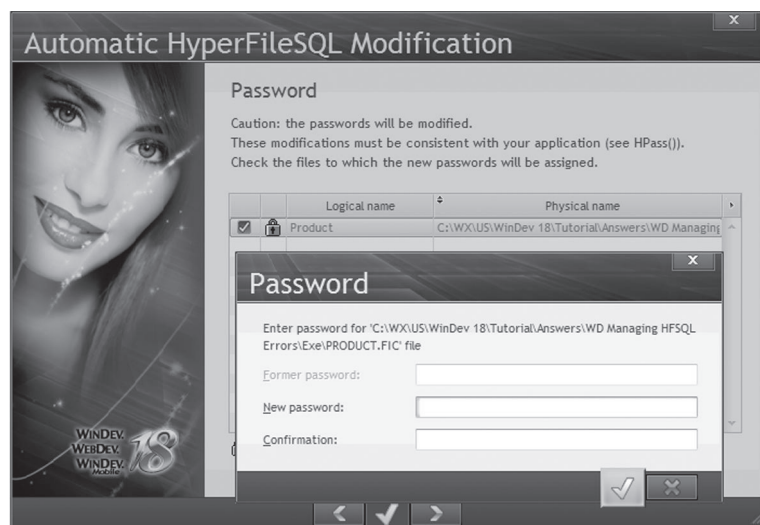 Automatic HyperFileSQL Modification
x
Password
Caution: the passwords will be modified.
These modifications must be consistent with your application (see HPass()).
Check the files to which the new passwords will be assigned.
Logical name
Physical name
Product
C:\WX\US\WinDev 18\Tutorial\Answers\WD Managing
x
Password
Enter password for 'C:\WX\US\WinDev 18\Tutorial\Answers\WD Managing HFSQL
Errors\Exe\PRODUCT.FIC' file
Former password:
New password:
Confirmation:
WINDEV.
WEBDEV.
WINDEV.
Mobile
18